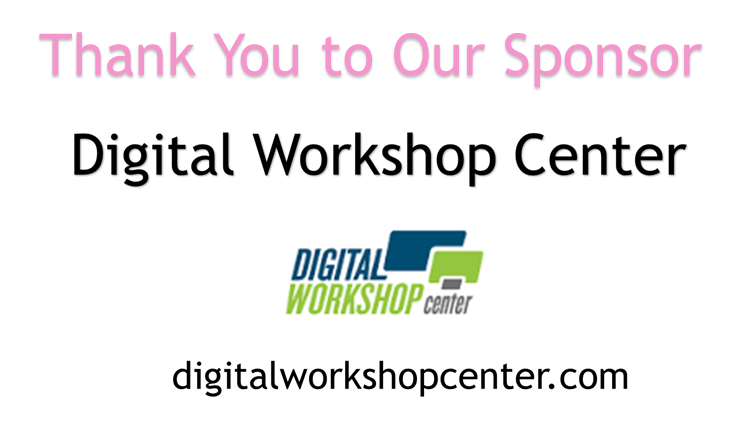 Thank You to Our Sponsor
Digital Workshop Center
DIGITAL
WORKSHOP center
digitalworkshopcenter.com